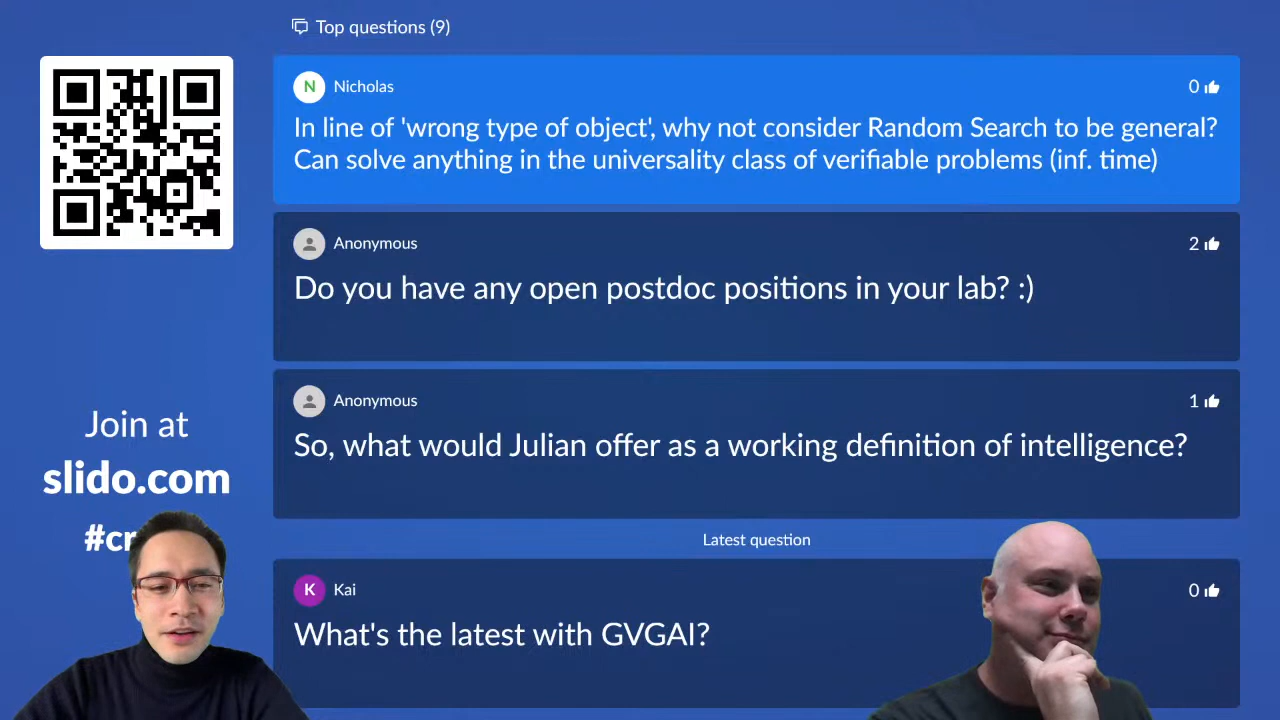 Top questions (9)
N Nicholas 0
In line of 'wrong type of object', why not consider Random Search to be general?
Can solve anything in the universality class of verifiable problems (inf. time)
Anonymous 2
Do you have any open postdoc positions in your lab? :)
Anonymous 1
So, what would Julian offer as a working definition of intelligence?
Latest question
K Kai 0
What's the latest with GVGAI?
Join at
slido.com